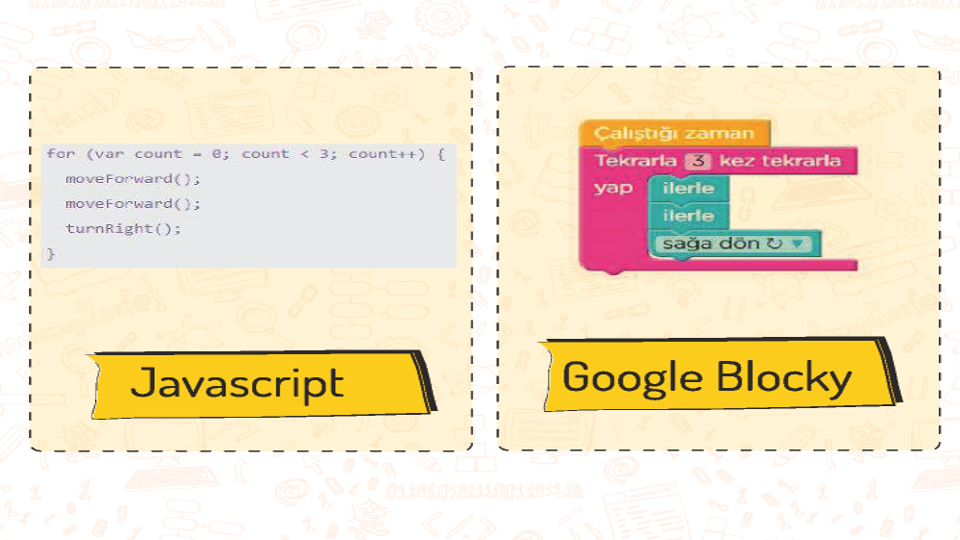 for (var count = 0; count < 3; count++) {
moveForward();
moveForward();
turnRight();
}
Javascript
Çalıştığı zaman
Tekrarla 3 kez tekrarla
yap ilerle
ilerle
sağa dön ↻ ▼
Google Blocky